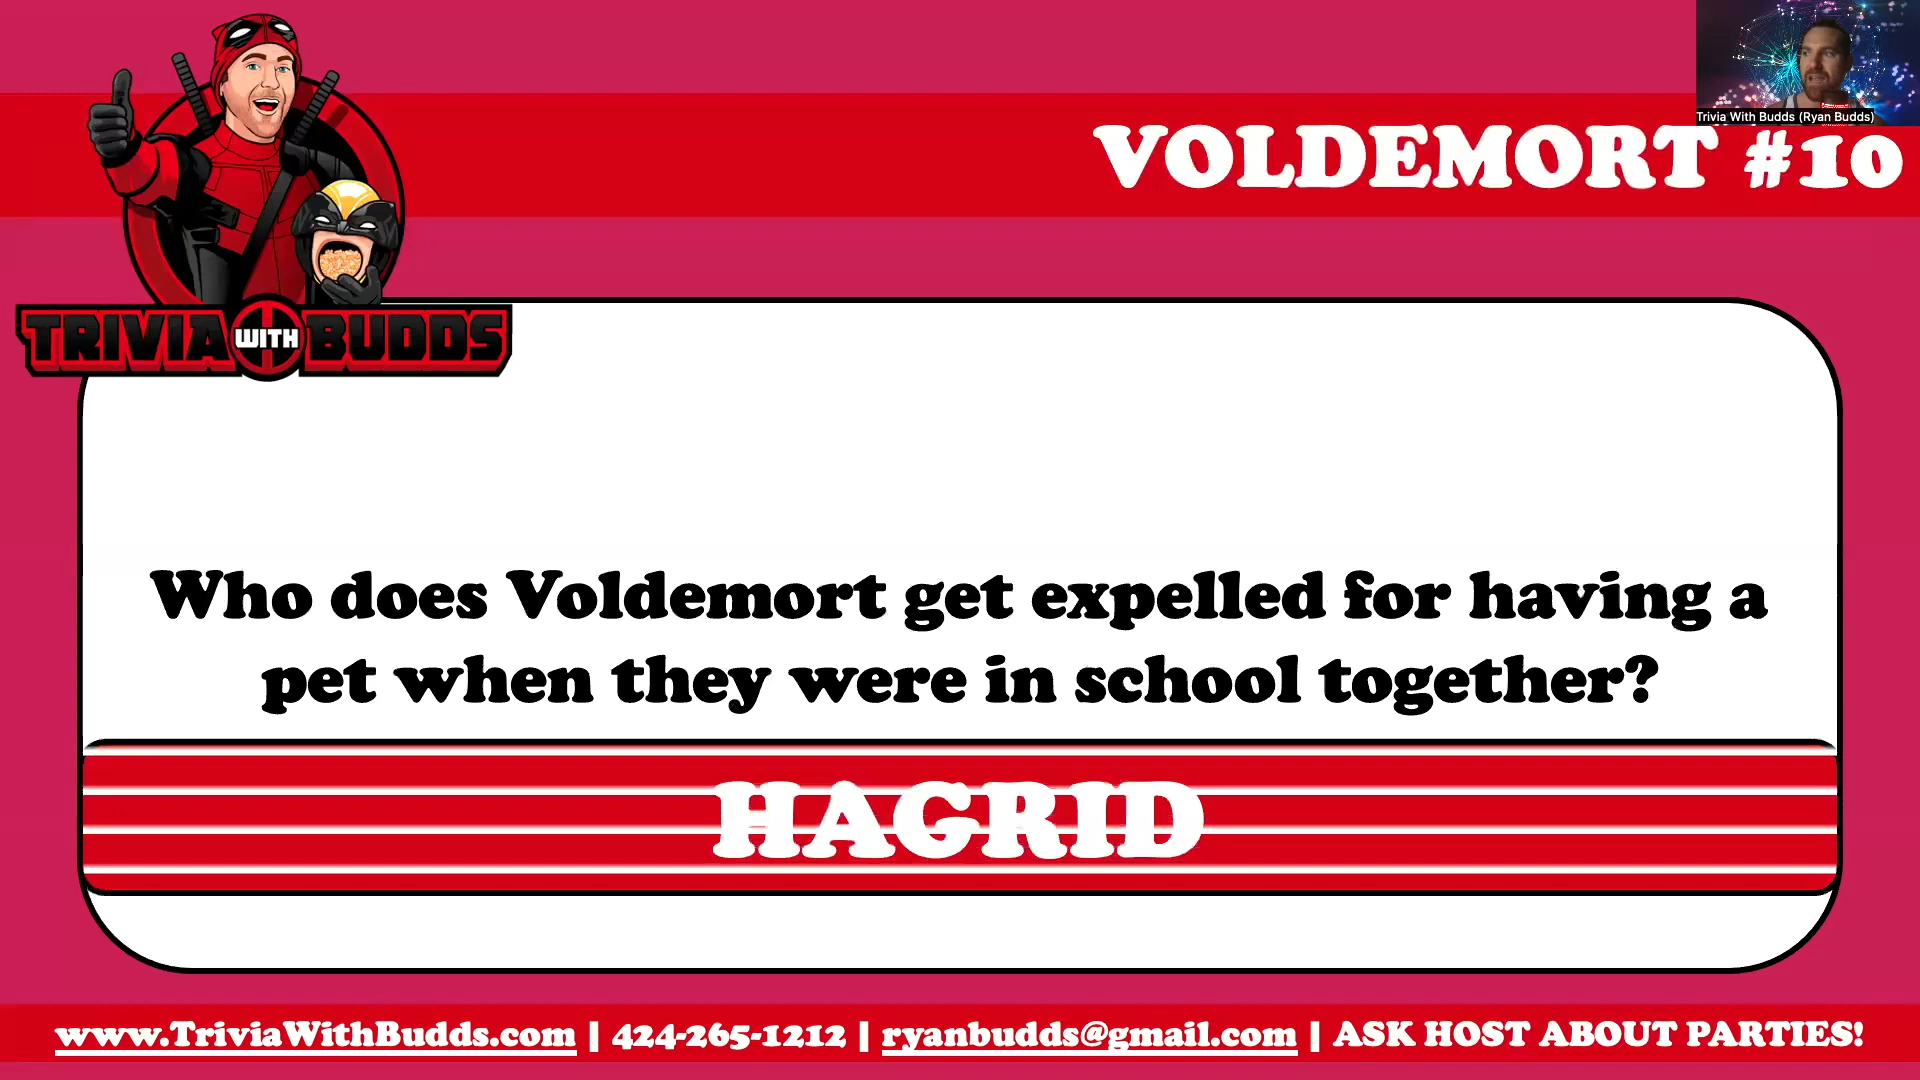 Trivia With Budds (Ryan Budds)
VOLDEMORT #10
TRIVIA WITH BUDDS
Who does Voldemort get expelled for having a
pet when they were in school together?
HAGRID
www.TriviaWithBudds.com | 424-265-1212 | ryanbudds@gmail.com | ASK HOST ABOUT PARTIES!